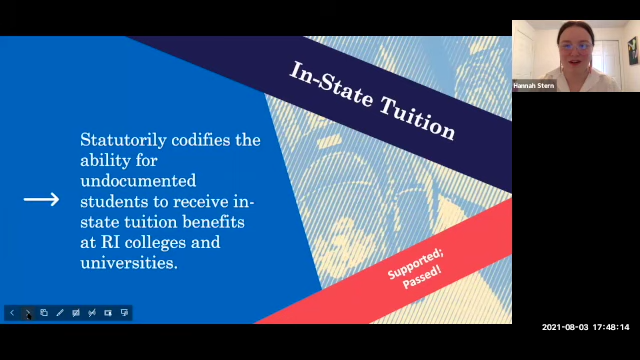 In-State Tuition
Statutorily codifies the
ability for
undocumented
students to receive in-
state tuition benefits
at RI colleges and
universities.
Supported;
Passed!
Hannah Stern
2021-08-03 17:48:14